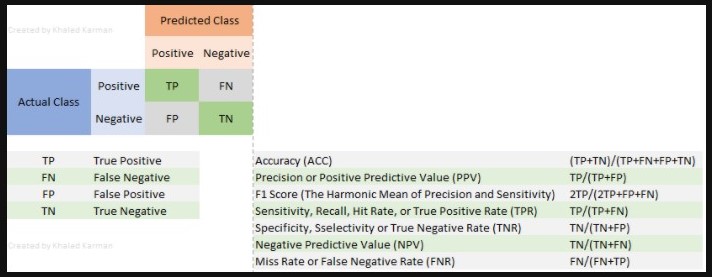 Predicted Class
Created by Khaled Karman
Positive Negative
Actual Class Positive TP FN
Negative FP TN
TP True Positive
FN False Negative
FP False Positive
TN True Negative
Created by Khaled Karman
Accuracy (ACC) (TP+TN)/(TP+FN+FP+TN)
Precision or Positive Predictive Value (PPV) TP/(TP+FP)
F1 Score (The Harmonic Mean of Precision and Sensitivity) 2TP/(2TP+FP+FN)
Sensitivity, Recall, Hit Rate, or True Positive Rate (TPR) TP/(TP+FN)
Specificity, Sselectivity or True Negative Rate (TNR) TN/(TN+FP)
Negative Predictive Value (NPV) TN/(TN+FN)
Miss Rate or False Negative Rate (FNR) FN/(FN+TP)